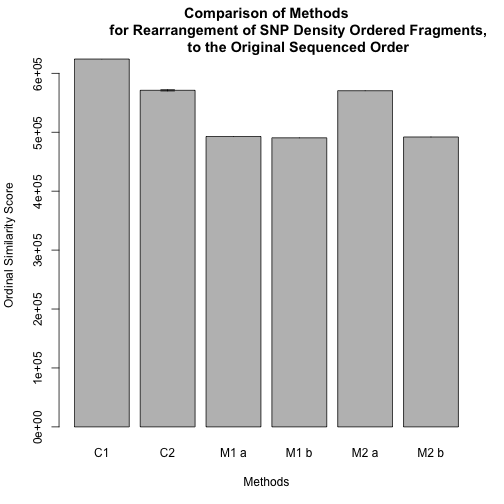 Comparison of Methods
for Rearrangement of SNP Density Ordered Fragments,
to the Original Sequenced Order
Ordinal Similarity Score
6e+05
5e+05
4e+05
3e+05
2e+05
1e+05
0e+00
C1 C2 M1 a M1 b M2 a M2 b
Methods